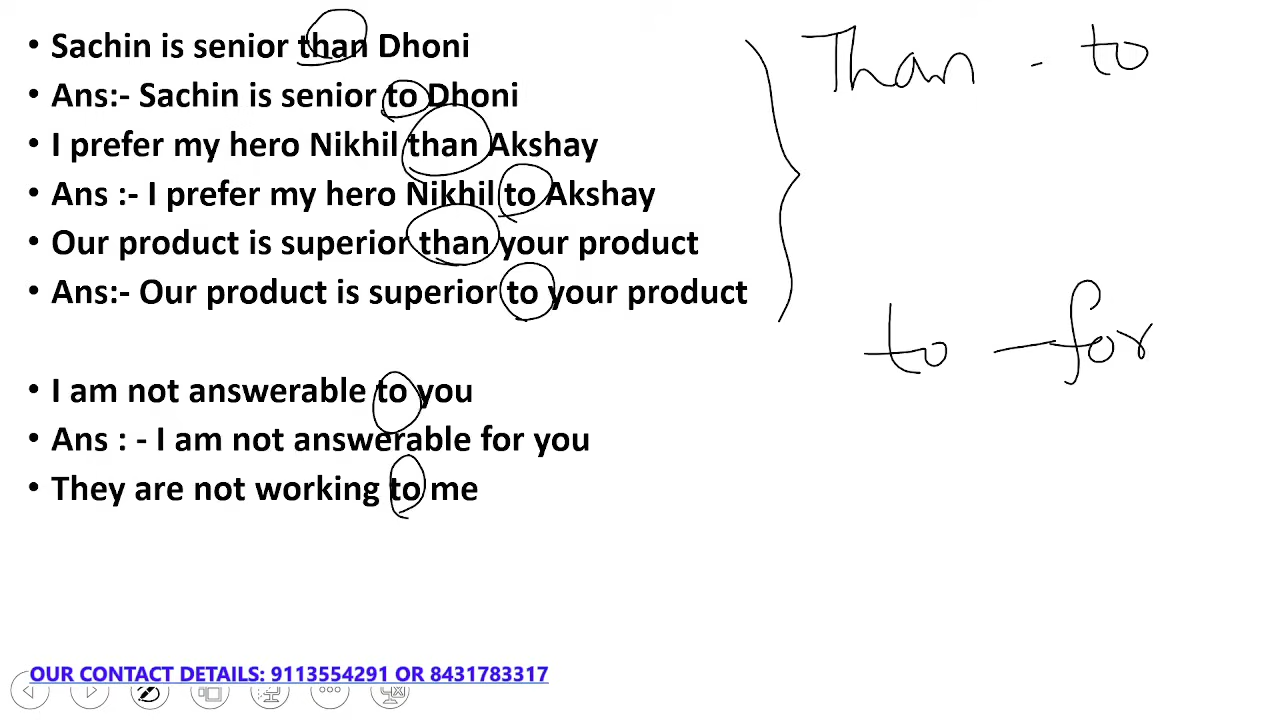 • Sachin is senior than Dhoni
• Ans:- Sachin is senior to Dhoni
• I prefer my hero Nikhil than Akshay
• Ans :- I prefer my hero Nikhil to Akshay
• Our product is superior than your product
• Ans:- Our product is superior to your product
• I am not answerable to you
• Ans : - I am not answerable for you
• They are not working to me
Than - to
to - for
OUR CONTACT DETAILS: 9113554291 OR 8431783317